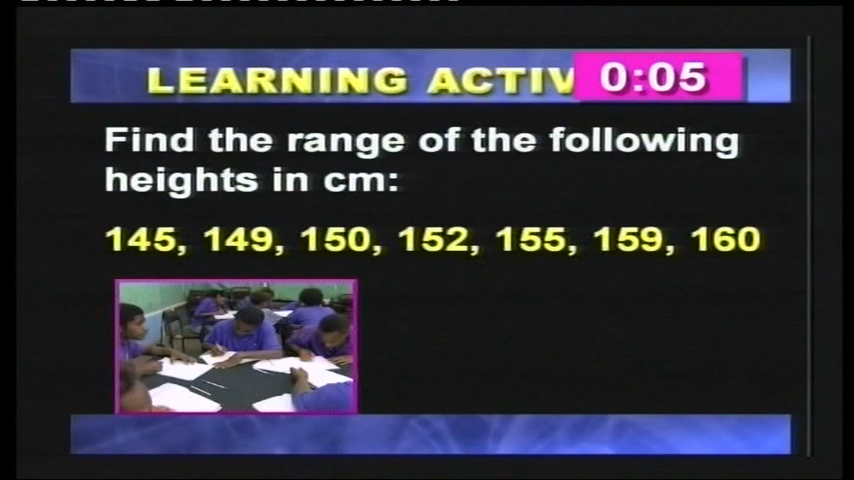 LEARNING ACTIV
0:05
Find the range of the following
heights in cm:
145, 149, 150, 152, 155, 159, 160